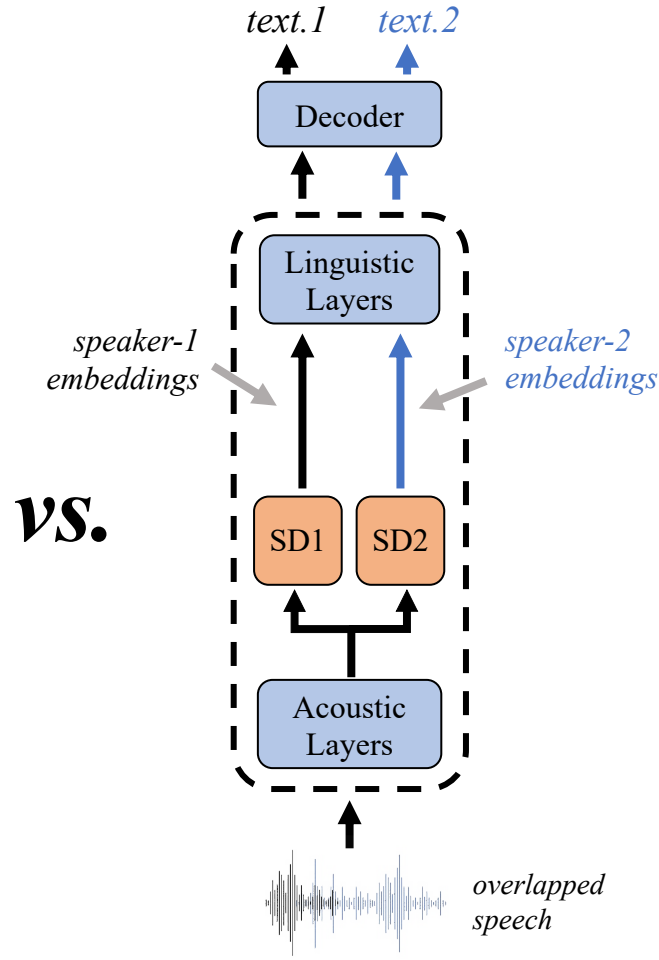 text.1 text.2
Decoder
Linguistic
Layers
speaker-1
embeddings
speaker-2
embeddings
vs.
SD1 SD2
Acoustic
Layers
overlapped
speech